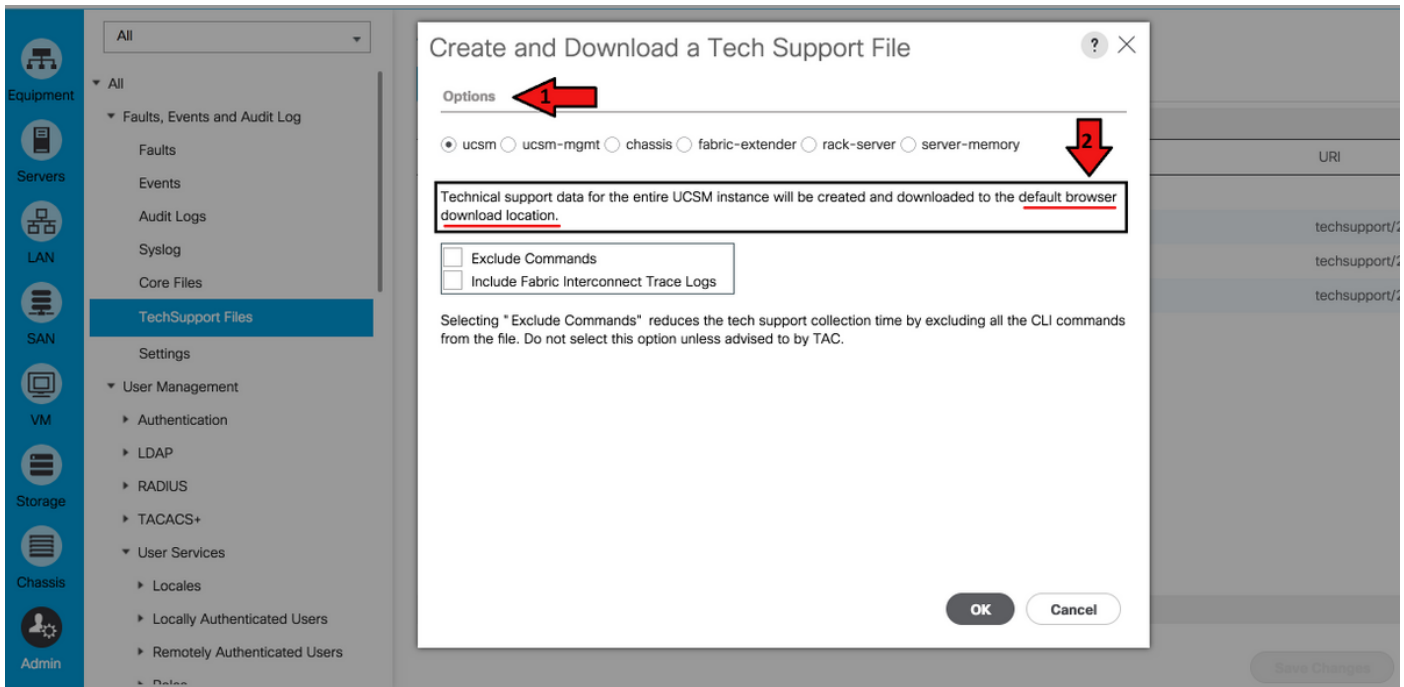 Equipment
Servers
LAN
SAN
VM
Storage
Chassis
Admin
All
All
Faults, Events and Audit Log
Faults
Events
Audit Logs
Syslog
Core Files
TechSupport Files
Settings
User Management
Authentication
LDAP
RADIUS
TACACS+
User Services
Locales
Locally Authenticated Users
Remotely Authenticated Users
Create and Download a Tech Support File
?
Options
1
2
ucsm ucsm-mgmt chassis fabric-extender rack-server server-memory
Technical support data for the entire UCSM instance will be created and downloaded to the default browser
download location.
Exclude Commands
Include Fabric Interconnect Trace Logs
Selecting "Exclude Commands" reduces the tech support collection time by excluding all the CLI commands
from the file. Do not select this option unless advised to by TAC.
OK Cancel
URI
techsupport/2
techsupport/2
techsupport/2
Save Changes